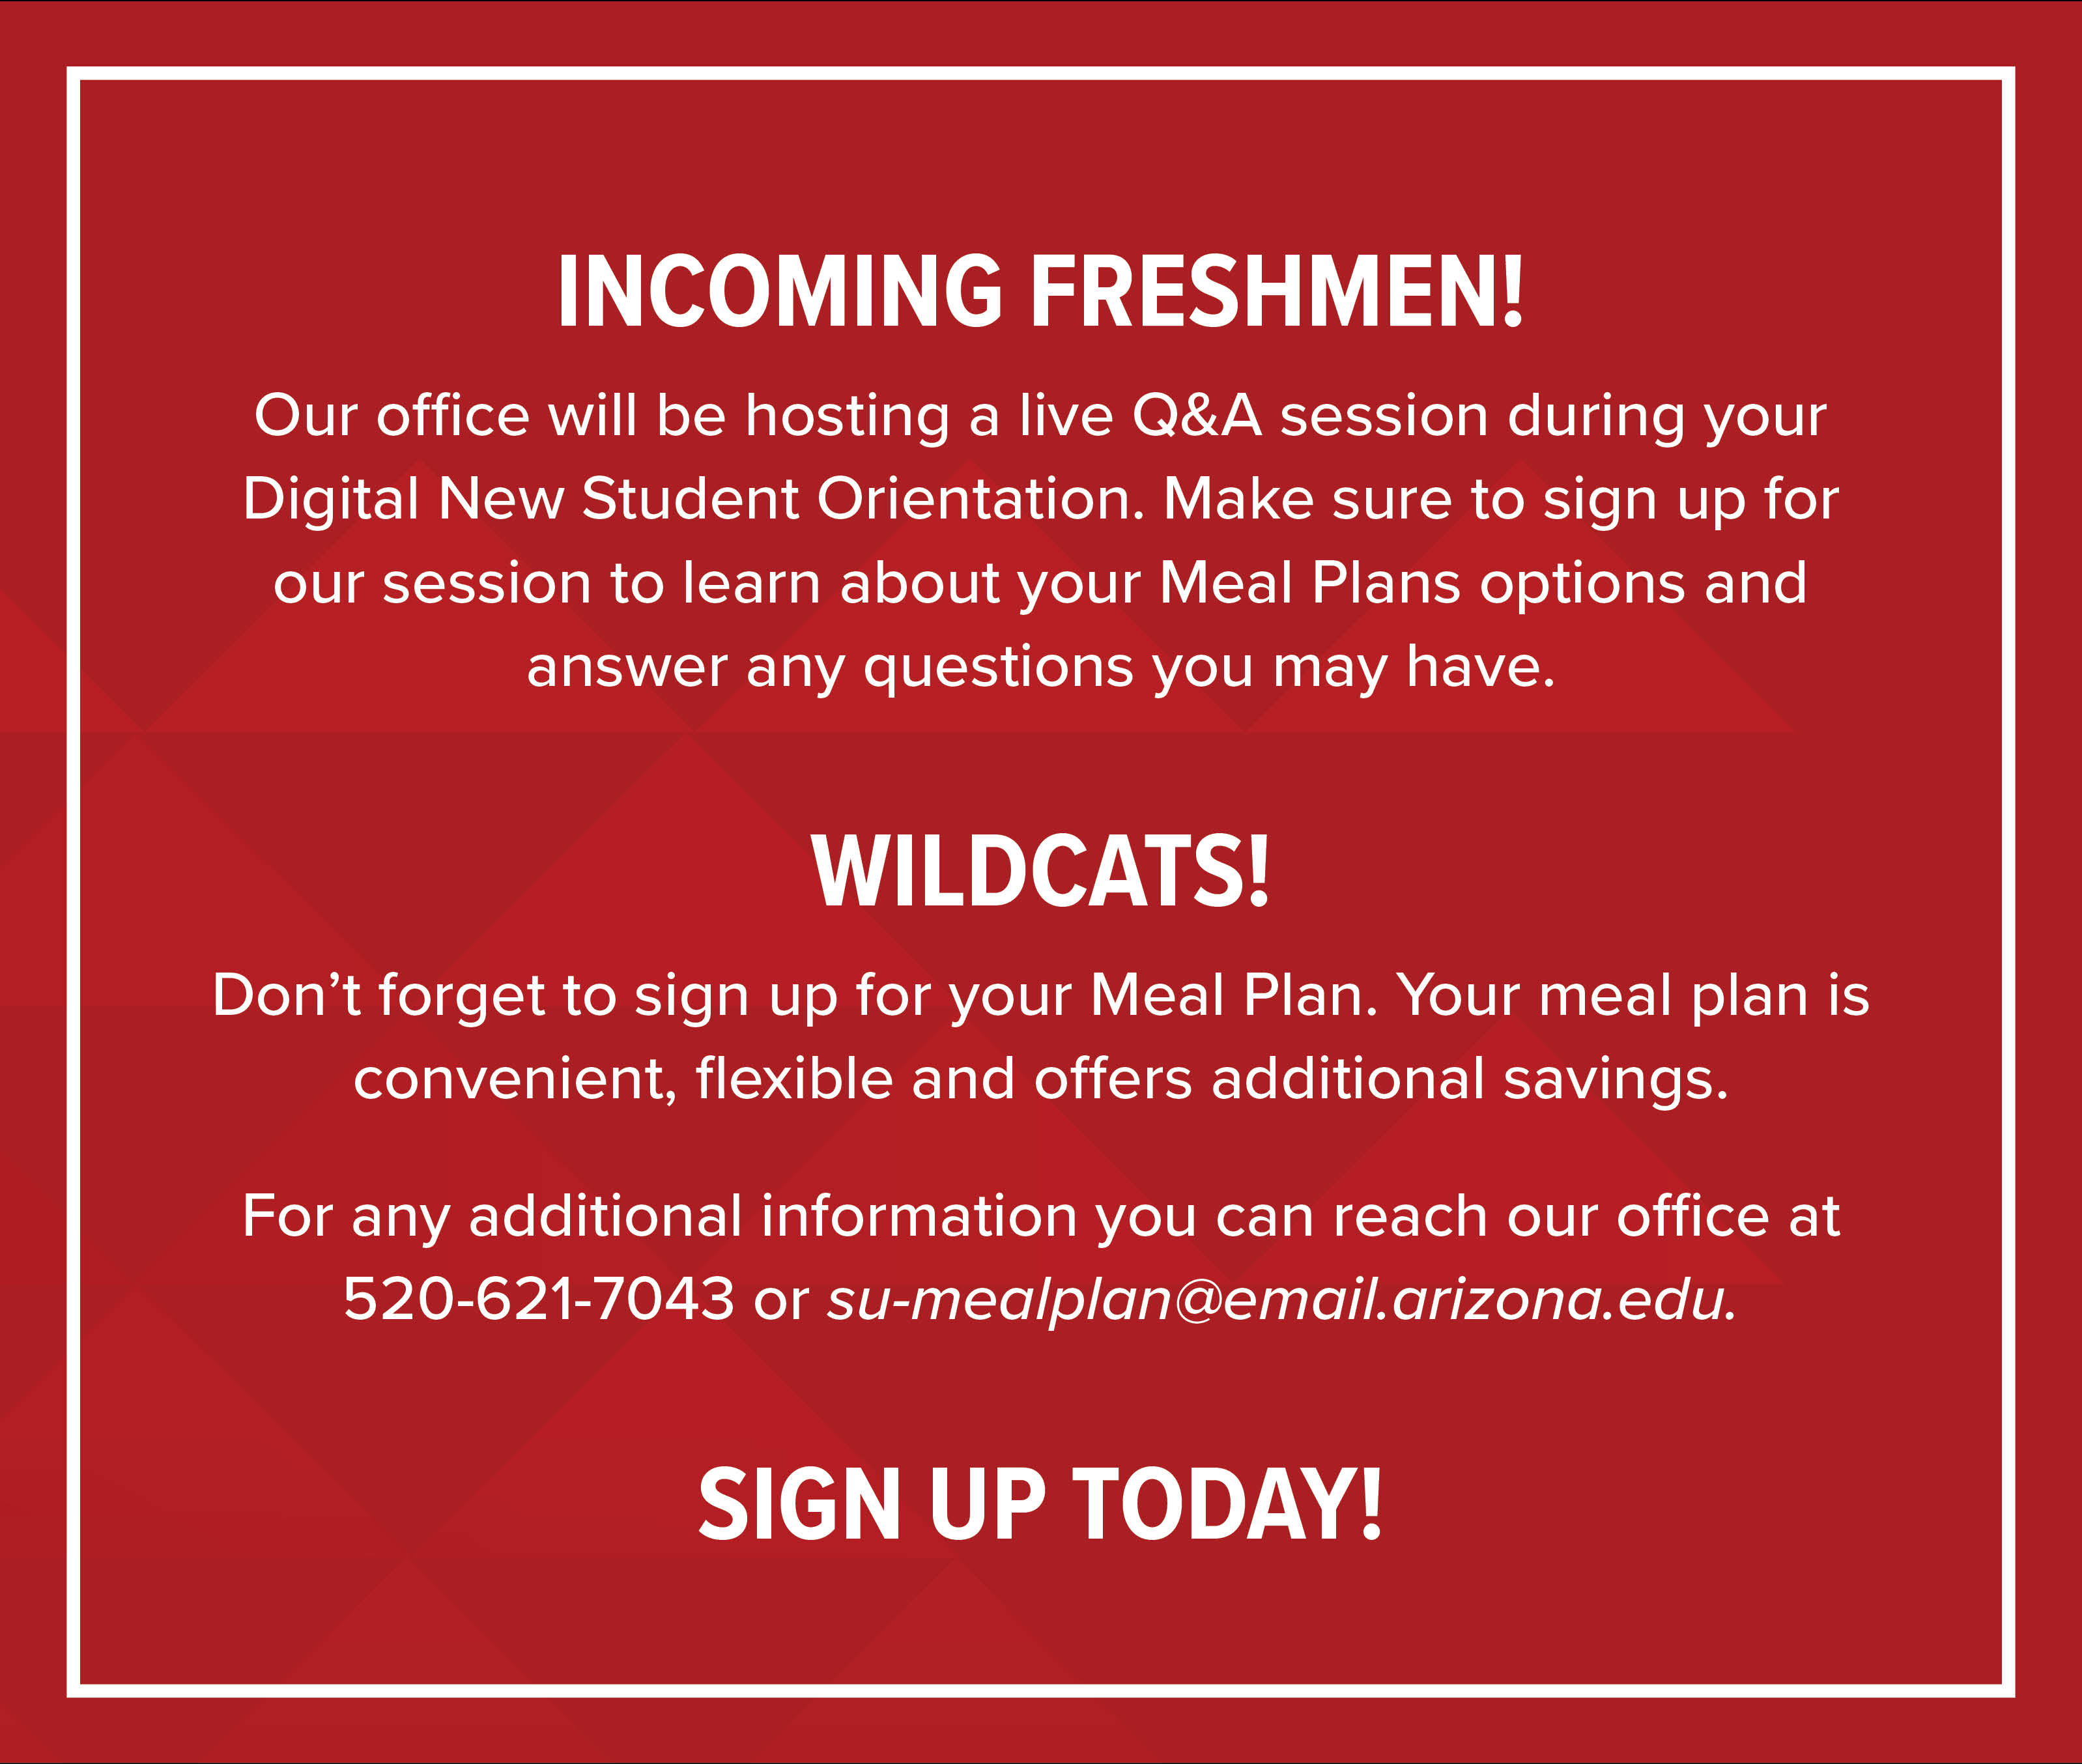 INCOMING FRESHMEN!
Our office will be hosting a live Q&A session during your
Digital New Student Orientation. Make sure to sign up for
our session to learn about your Meal Plans options and
answer any questions you may have.
WILDCATS!
Don’t forget to sign up for your Meal Plan. Your meal plan is
convenient, flexible and offers additional savings.
For any additional information you can reach our office at
520-621-7043 or su-mealplan@email.arizona.edu.
SIGN UP TODAY!